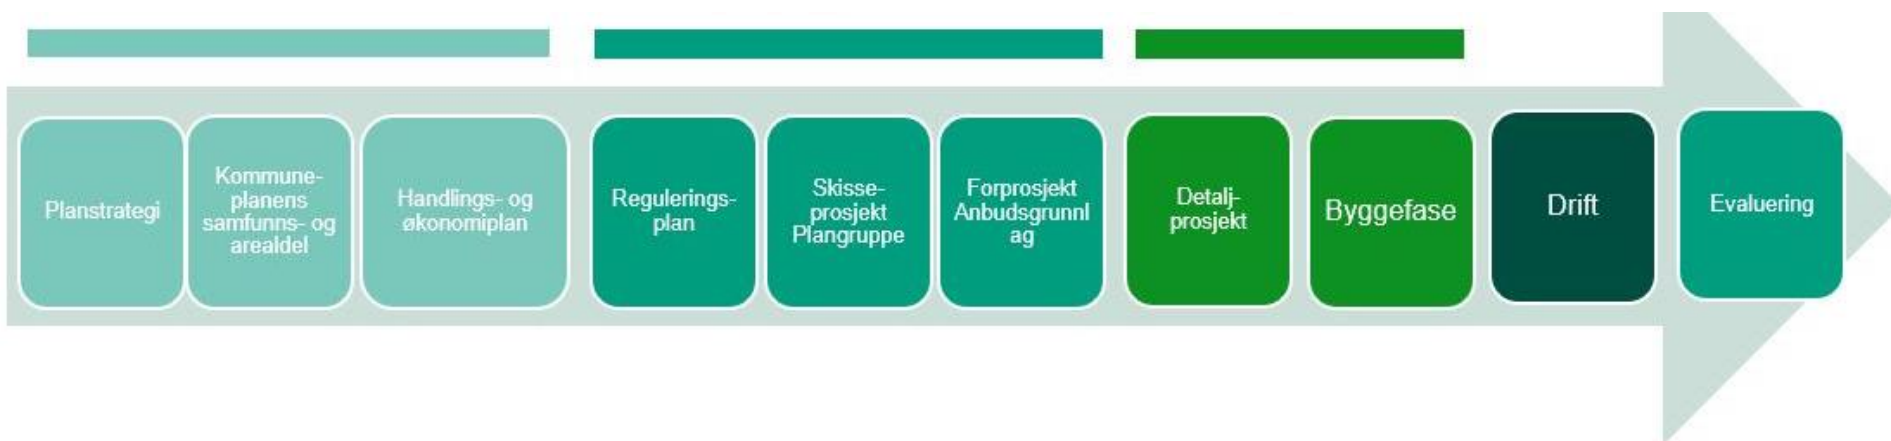 Planstrategi
Kommune-
planens
samfunns- og
arealdel
Handlings- og
økonomiplan
Regulerings-
plan
Skisse-
prosjekt
Plangruppe
Forprosjekt
Anbudsgrunnl
ag
Detalj-
prosjekt
Byggefase
Drift
Evaluering